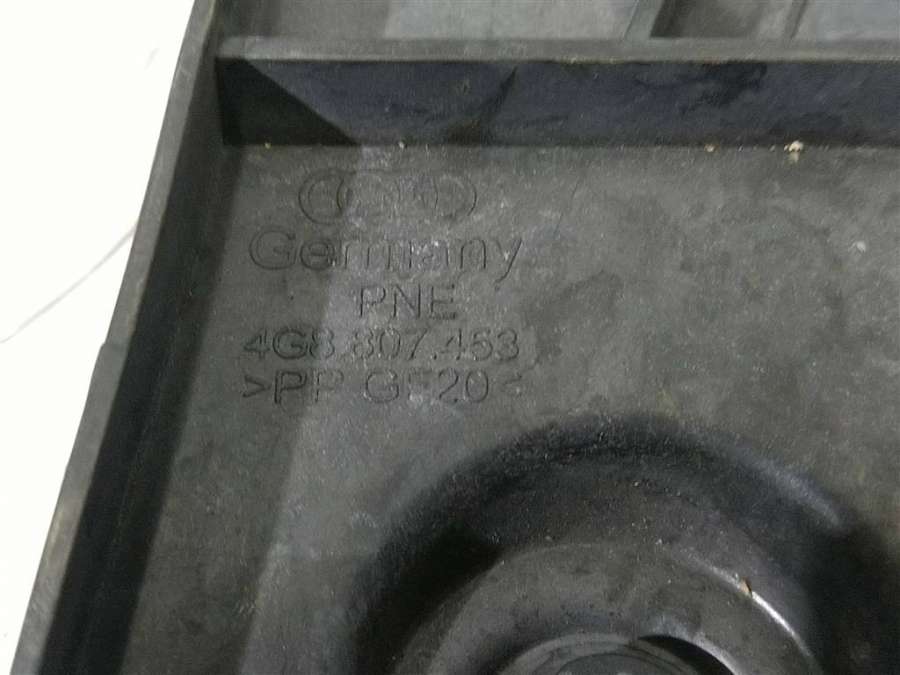 Germany
PNE
4G8.807.453
>PP GF20<